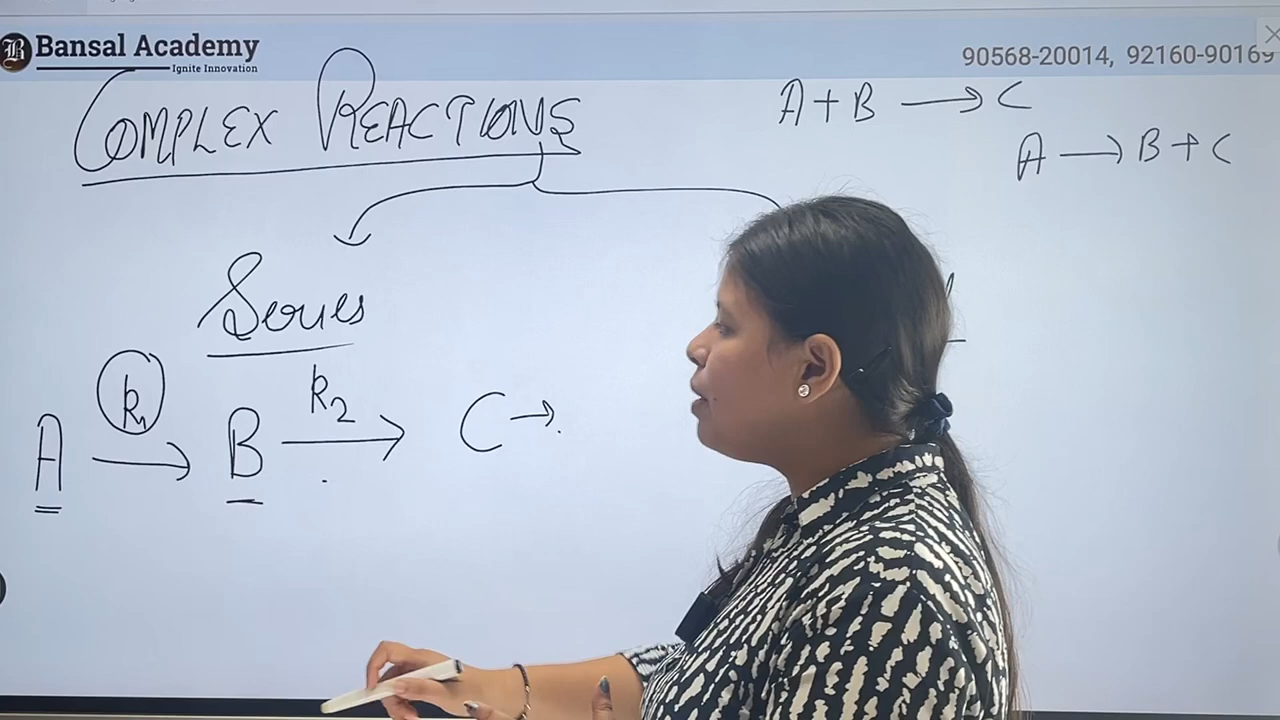 Bansal Academy
Ignite Innovation
90568-20014, 92160-90169
COMPLEX REACTIONS
A+B → C
A → B+C
Series
k1
k2
A → B → C →